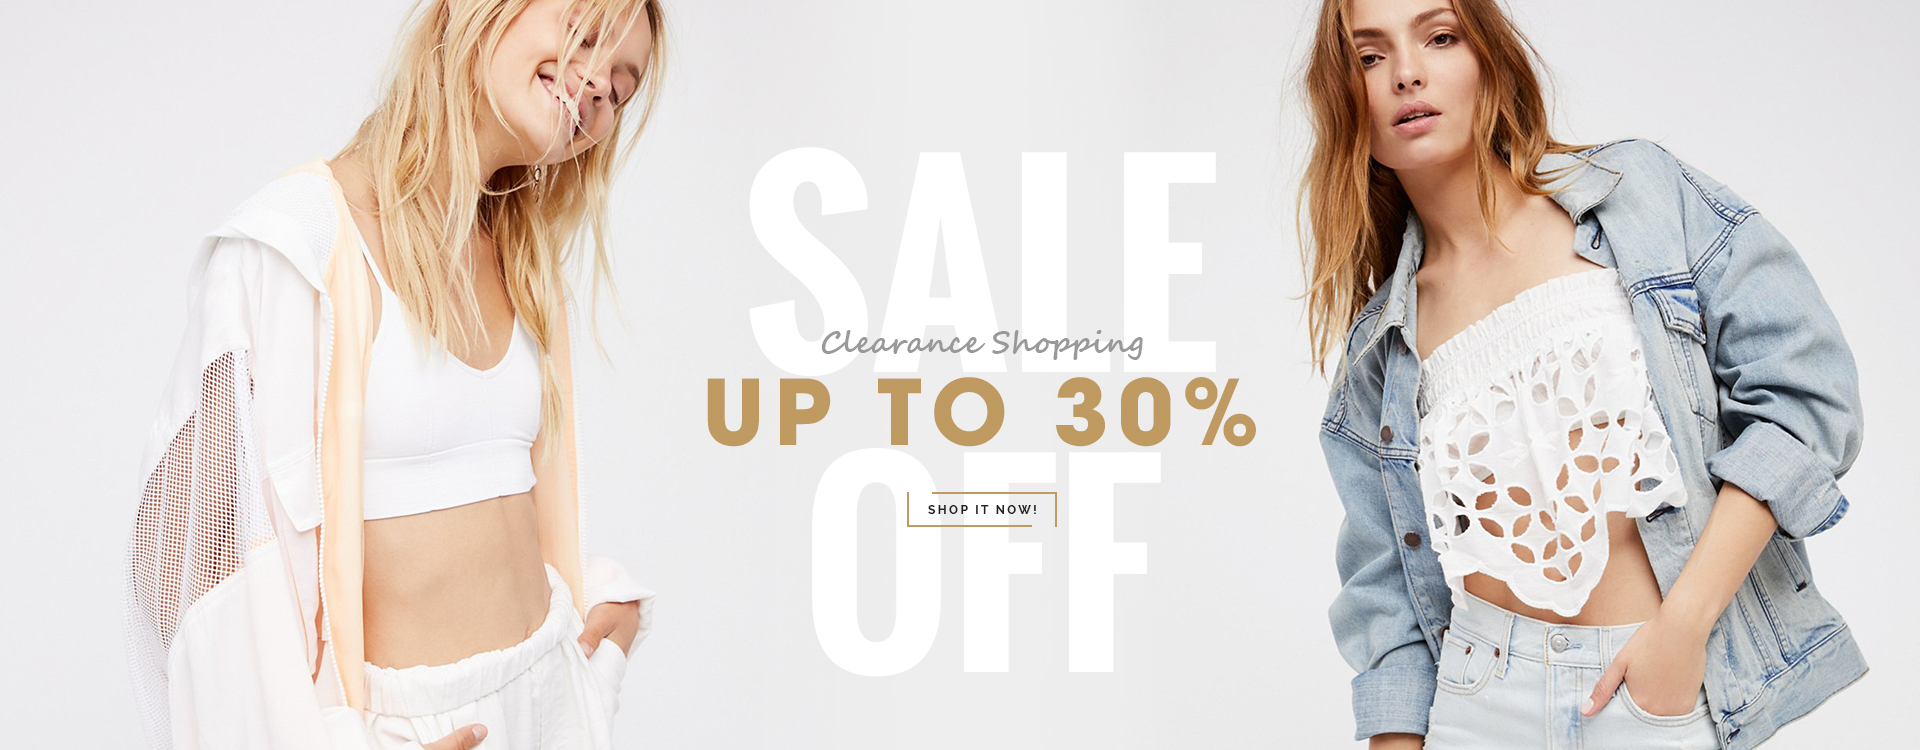 SALE
Clearance Shopping
UP TO 30%
OFF
SHOP IT NOW!